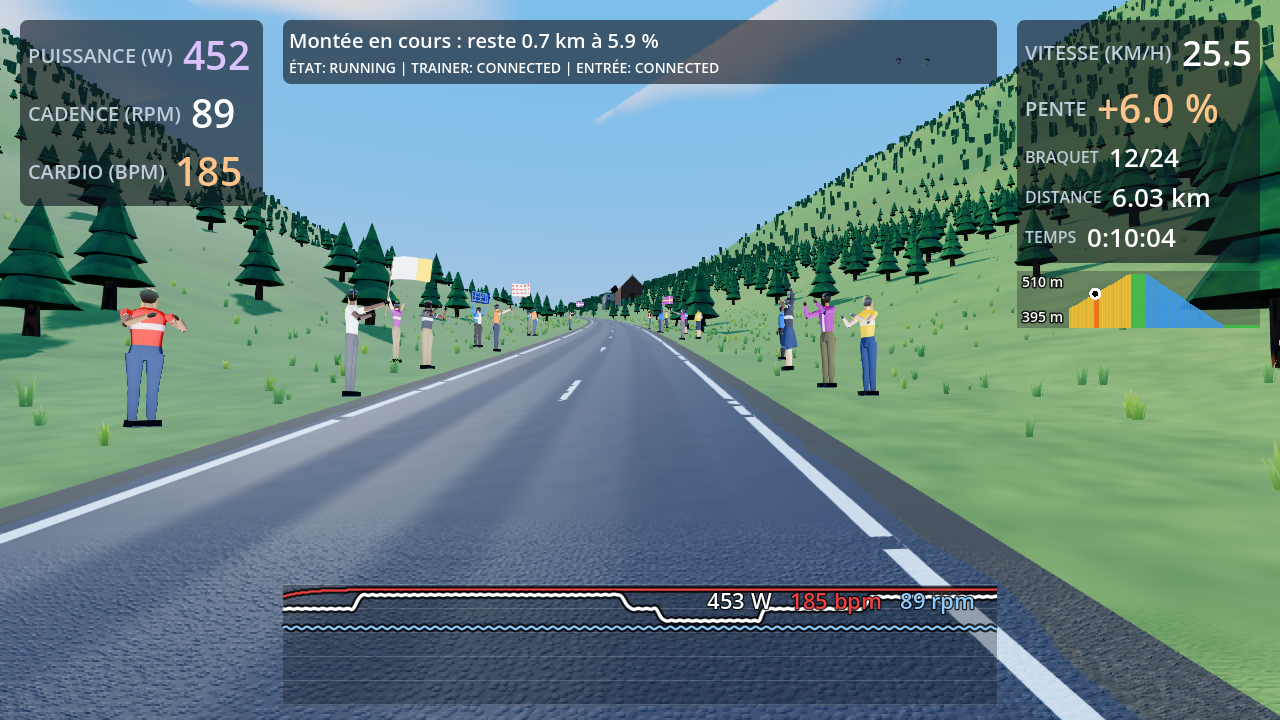 PUISSANCE (W) 452
CADENCE (RPM) 89
CARDIO (BPM) 185
Montée en cours : reste 0.7 km à 5.9 %
ÉTAT: RUNNING | TRAINER: CONNECTED | ENTRÉE: CONNECTED
VITESSE (KM/H) 25.5
PENTE +6.0 %
BRAQUET 12/24
DISTANCE 6.03 km
TEMPS 0:10:04
510 m
395 m
453 W 185 bpm 89 rpm